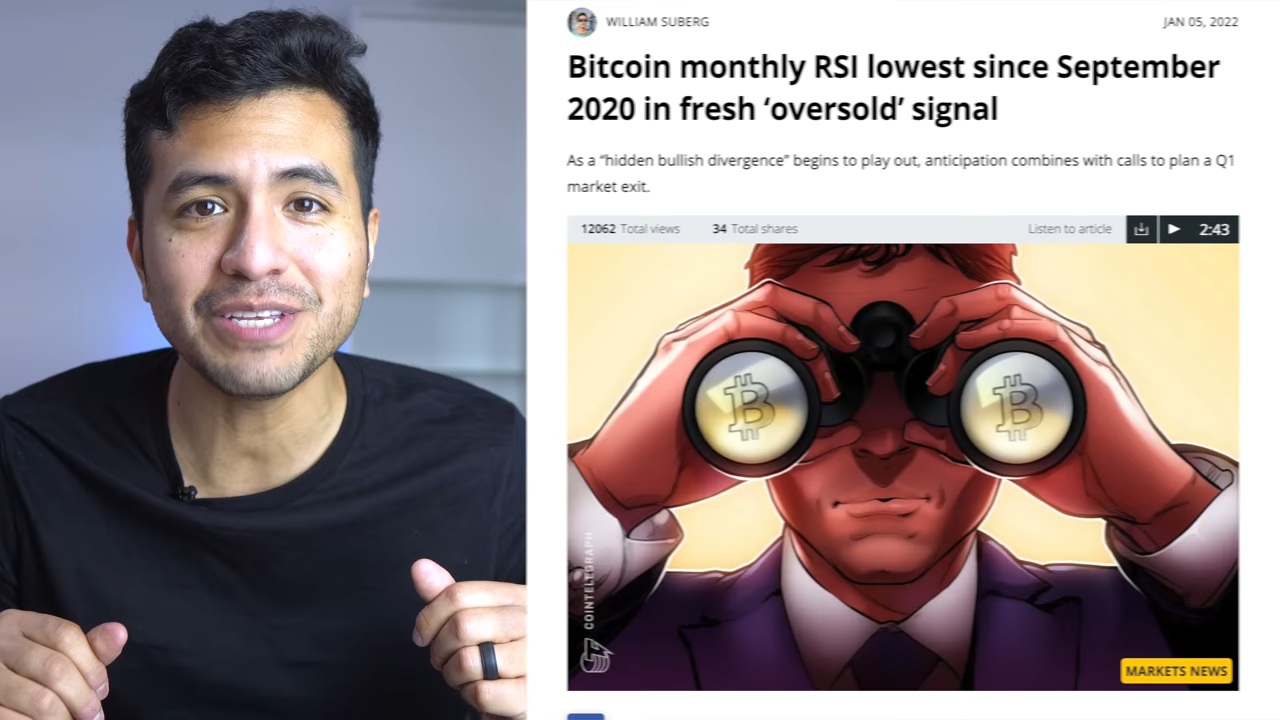 WILLIAM SUBERG
JAN 05, 2022
Bitcoin monthly RSI lowest since September
2020 in fresh ‘oversold’ signal
As a “hidden bullish divergence” begins to play out, anticipation combines with calls to plan a Q1
market exit.
12062 Total views
34 Total shares
Listen to article
2:43
COINTELEGRAPH
MARKETS NEWS